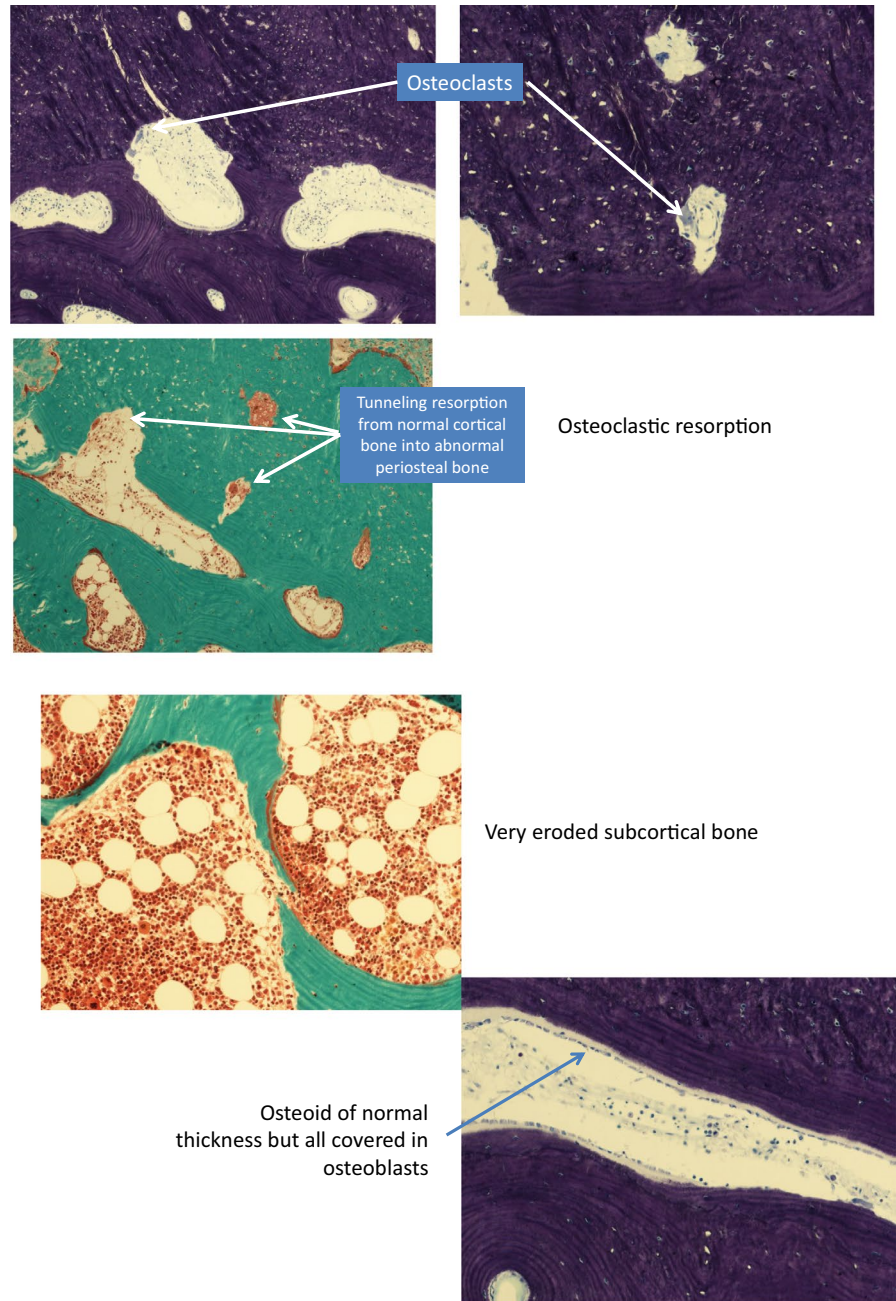 Osteoclasts
Tunneling resorption
from normal cortical
bone into abnormal
periosteal bone
Osteoclastic resorption
Very eroded subcortical bone
Osteoid of normal
thickness but all covered in
osteoblasts